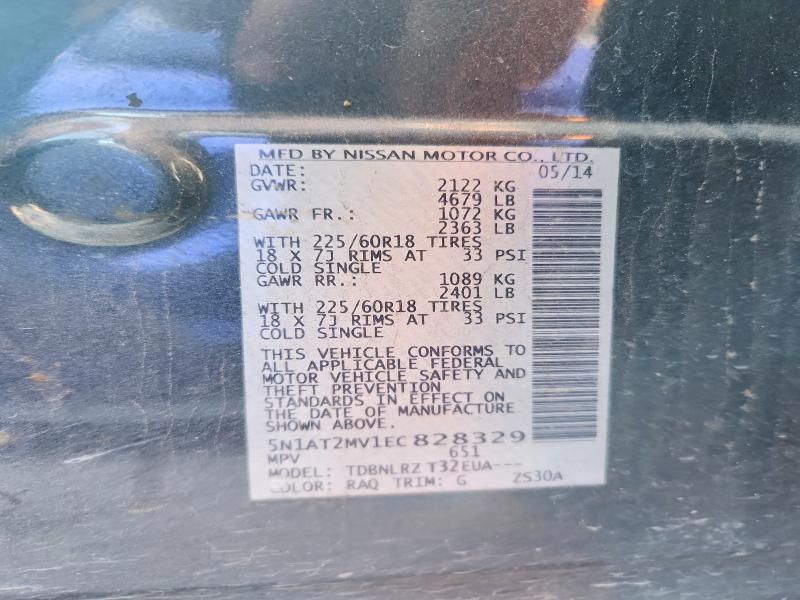 MFD BY NISSAN MOTOR CO., LTD.
DATE: 05/14
GVWR: 2122 KG
4679 LB
GAWR FR.: 1072 KG
2363 LB
WITH 225/60R18 TIRES
18 X 7J RIMS AT 33 PSI
COLD SINGLE
GAWR RR.: 1089 KG
2401 LB
WITH 225/60R18 TIRES
18 X 7J RIMS AT 33 PSI
COLD SINGLE
THIS VEHICLE CONFORMS TO
ALL APPLICABLE FEDERAL
MOTOR VEHICLE SAFETY AND
THEFT PREVENTION
STANDARDS IN EFFECT ON
THE DATE OF MANUFACTURE
SHOWN ABOVE.
5N1AT2MV1EC828329
MPV 651
MODEL: TDBNLRZ T32EUA---
COLOR: RAQ TRIM: G ZS30A